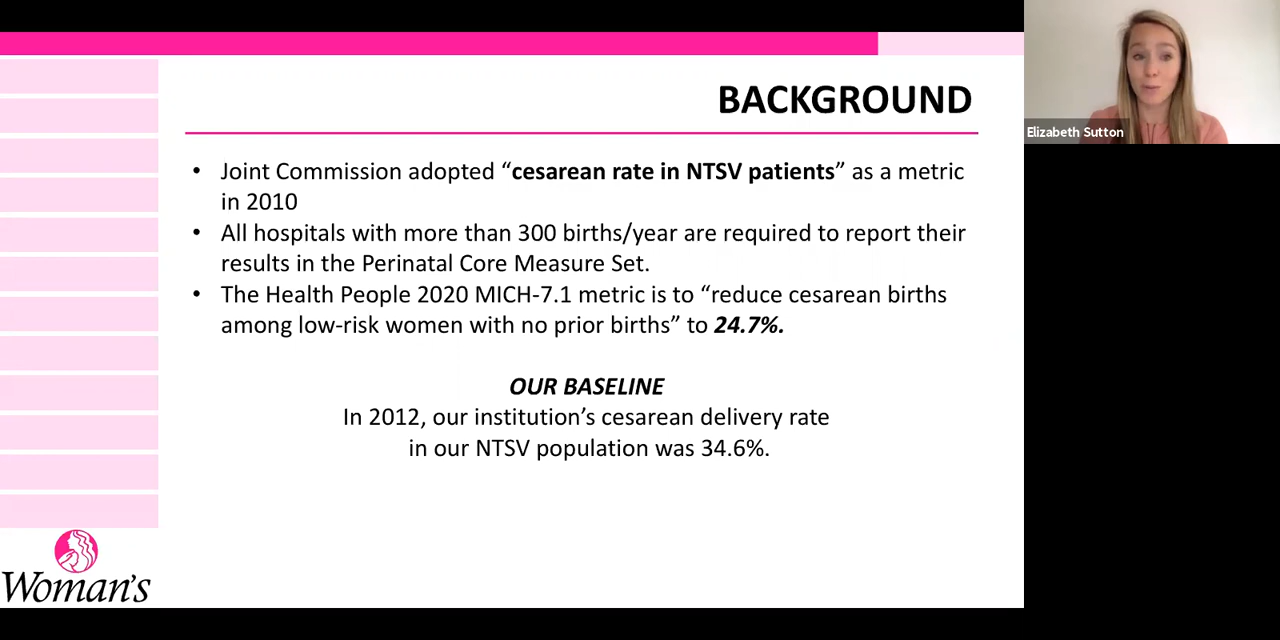 BACKGROUND
• Joint Commission adopted “cesarean rate in NTSV patients” as a metric
in 2010
• All hospitals with more than 300 births/year are required to report their
results in the Perinatal Core Measure Set.
• The Health People 2020 MICH-7.1 metric is to “reduce cesarean births
among low-risk women with no prior births” to 24.7%.
OUR BASELINE
In 2012, our institution’s cesarean delivery rate
in our NTSV population was 34.6%.
Woman’s
Elizabeth Sutton